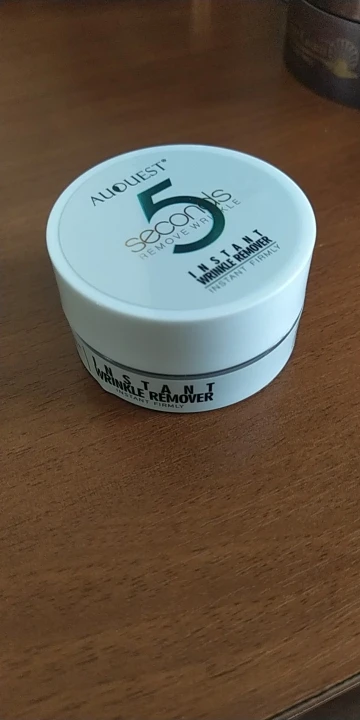 AUQUEST®
5
seconds
REMOVE WRINKLE
INSTANT
WRINKLE REMOVER
INSTANT FIRMLY
INSTANT
WRINKLE REMOVER
INSTANT FIRMLY